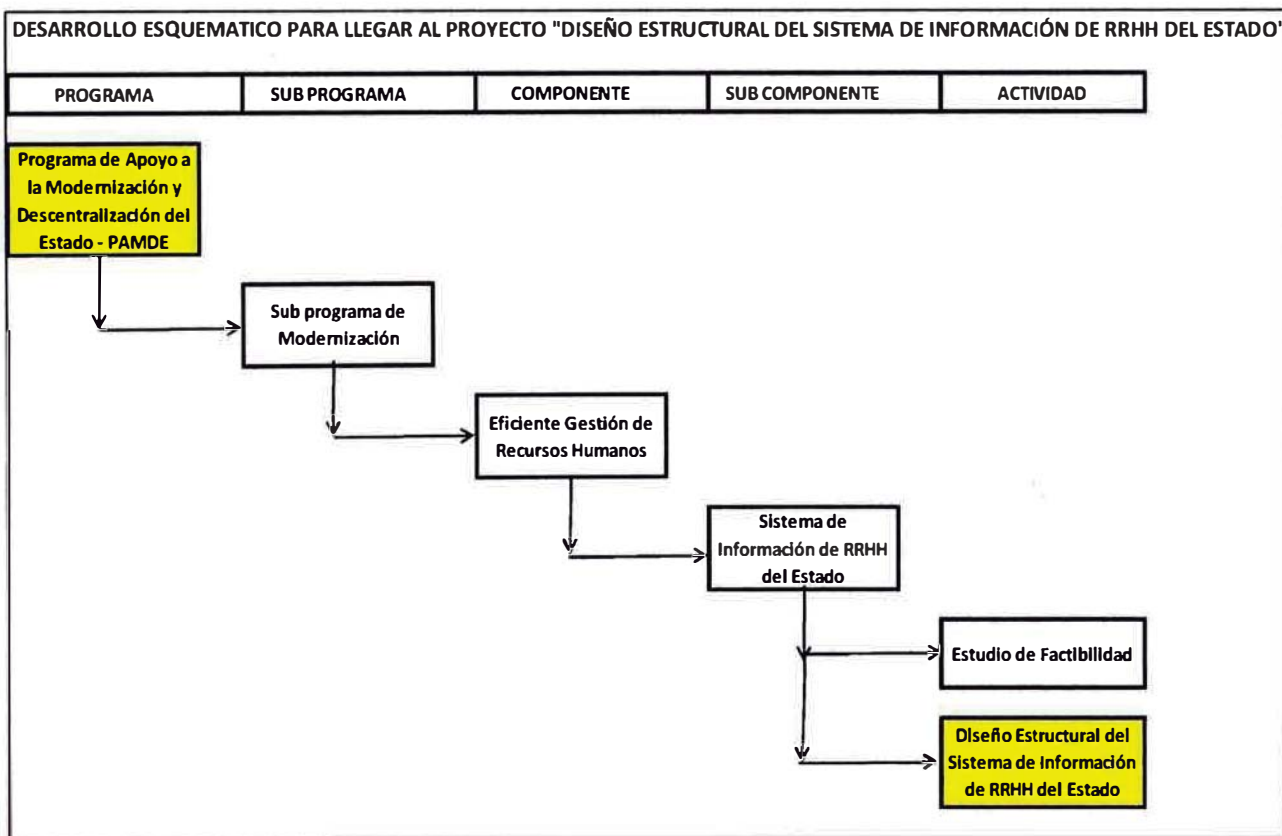 DESARROLLO ESQUEMATICO PARA LLEGAR AL PROYECTO "DISEÑO ESTRUCTURAL DEL SISTEMA DE INFORMACIÓN DE RRHH DEL ESTADO"
PROGRAMA
SUB PROGRAMA
COMPONENTE
SUB COMPONENTE
ACTIVIDAD
Programa de Apoyo a
la Modernización y
Descentralización del
Estado - PAMDE
Sub programa de
Modernización
Eficiente Gestión de
Recursos Humanos
Sistema de
Información de RRHH
del Estado
Estudio de Factibilidad
Diseño Estructural del
Sistema de Información
de RRHH del Estado